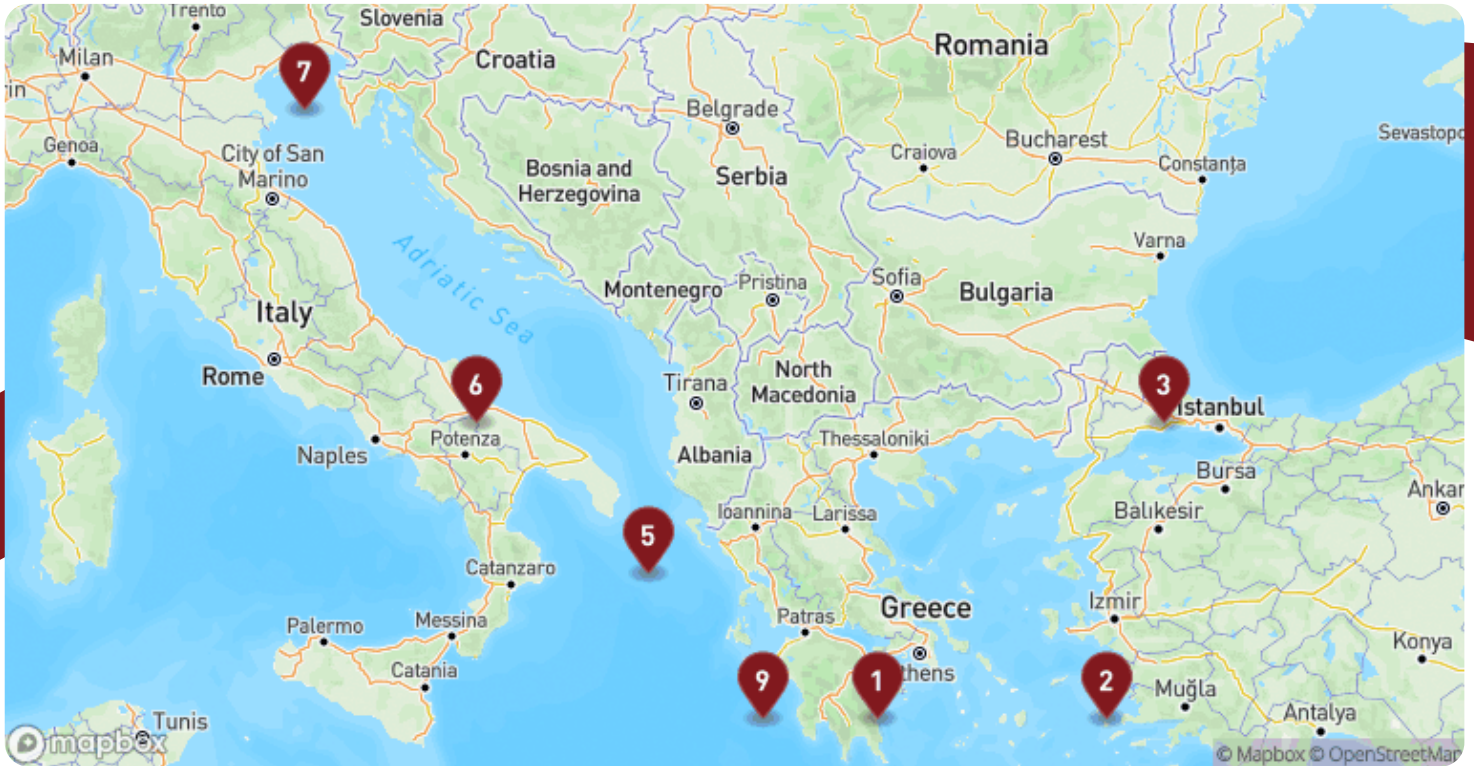 Trento
Slovenia
Romania
Croatia
Milan
7
in
Belgrade
Genoa
City of San
Marino
Bosnia and
Herzegovina
Serbia
Craiova
Bucharest
Constanța
Sevastopo
Adriatic Sea
Montenegro
Pristina
Sofia
Bulgaria
Varna
Italy
Rome
6
Tirana
North
Macedonia
3
Istanbul
Naples
Potenza
Albania
Thessaloniki
Bursa
Ankar
Ioannina
Larissa
Balıkesir
5
Catanzaro
Greece
Izmir
Palermo
Messina
Patras
Konya
Catania
9
1
thens
2
Muğla
Antalya
Tunis
mapbox
© Mapbox © OpenStreetMap